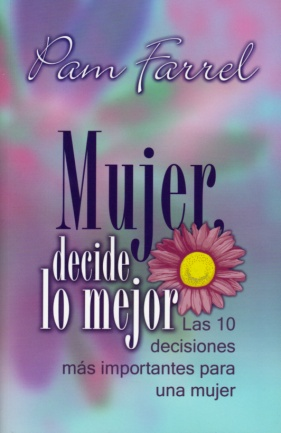 Pam Farrel
Mujer,
decide
lo mejor
Las 10
decisiones
más importantes para
una mujer